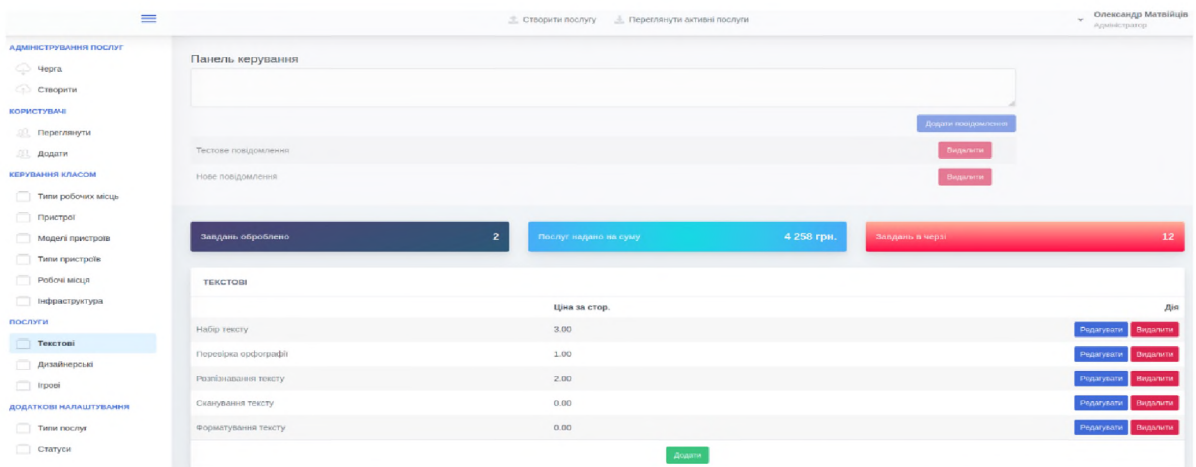 Створити послугу Переглянути активні послуги Олександр Матвійців
Адміністратор
АДМІНІСТРУВАННЯ ПОСЛУГ
Черга
Створити
КОРИСТУВАЧІ
Переглянути
Додати
КЕРУВАННЯ КЛАСОМ
Типи робочих місць
Пристрої
Моделі пристроїв
Типи пристроїв
Робочі місця
Інфраструктура
ПОСЛУГИ
Текстові
Дизайнерські
Ігрові
ДОДАТКОВІ НАЛАШТУВАННЯ
Типи послуг
Статуси
Панель керування
Додати повідомлення
Тестове повідомлення Видалити
Нове повідомлення Видалити
Завдань оброблено 2
Послуг надано на суму 4 258 грн.
Завдань в черзі 12
ТЕКСТОВІ
Ціна за стор. Дія
Набір тексту 3.00 Редагувати Видалити
Перевірка орфографії 1.00 Редагувати Видалити
Розпізнавання тексту 2.00 Редагувати Видалити
Сканування тексту 0.00 Редагувати Видалити
Форматування тексту 0.00 Редагувати Видалити
Додати